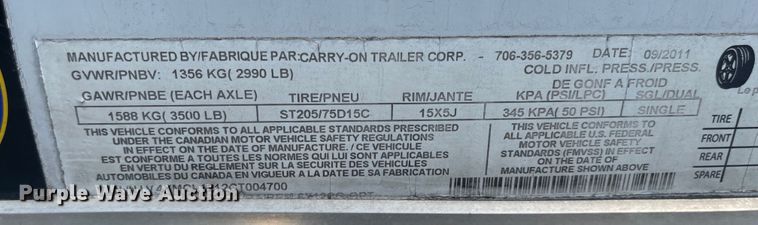 MANUFACTURED BY/FABRIQUE PAR: CARRY-ON TRAILER CORP. - 706-356-5379 DATE: 09/2011
GVWR/PNBV: 1356 KG( 2990 LB)
COLD INFL. PRESS./PRESS.
DE GONF A FROID
GAWR/PNBE (EACH AXLE) TIRE/PNEU RIM/JANTE KPA (PSI/LPC) SGL/DUAL
1588 KG( 3500 LB) ST205/75D15C 15X5J 345 KPA( 50 PSI) SINGLE
THIS VEHICLE CONFORMS TO ALL APPLICABLE STANDARDS PRESCRIBED
UNDER THE CANADIAN MOTOR VEHICLE SAFETY REGULATIONS
IN EFFECT ON THE DATE OF MANUFACTURE. / CE VEHICULE
EST CONFORME A TOUTES LES NORMES QUI LUI SONT APPLICABLES
EN VERTU DU REGLEMENT SUR LA SECURITE DES VEHICULES
AUTOMOBILES DU CANADA EN VIGUEUR A LA DATE DE SA FABRICATION
THIS VEHICLE CONFORMS TO
ALL APPLICABLE U.S. FEDERAL
MOTOR VEHICLE SAFETY
STANDARDS (FMVSS) IN EFFECT
ON THE DATE OF
MANUFACTURE SHOWN ABOVE
Le
TIRE
FRONT
REAR
SPARE
Purple Wave Auction